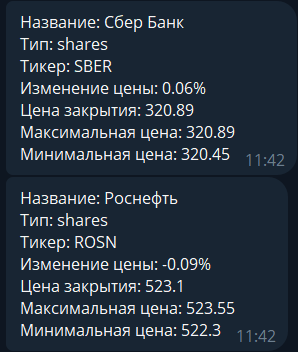 Название: Сбер Банк
Тип: shares
Тикер: SBER
Изменение цены: 0.06%
Цена закрытия: 320.89
Максимальная цена: 320.89
Минимальная цена: 320.45
11:42
Название: Роснефть
Тип: shares
Тикер: ROSN
Изменение цены: -0.09%
Цена закрытия: 523.1
Максимальная цена: 523.55
Минимальная цена: 522.3
11:42